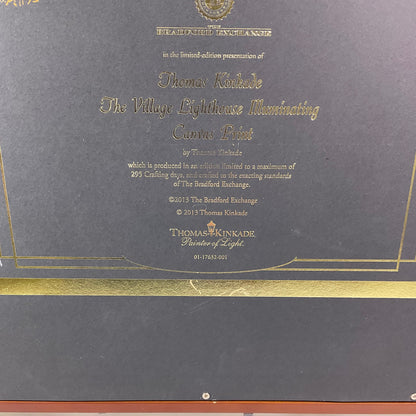 THE
BRADFORD EXCHANGE
in the limited-edition presentation of
Thomas Kinkade
The Village Lighthouse Illuminating
Canvas Print
by Thomas Kinkade
which is produced in an edition limited to a maximum of
295 Crafting days, and crafted to the exacting standards
of The Bradford Exchange.
©2013 The Bradford Exchange
© 2013 Thomas Kinkade
THOMAS KINKADE
Painter of Light
01-17632-001